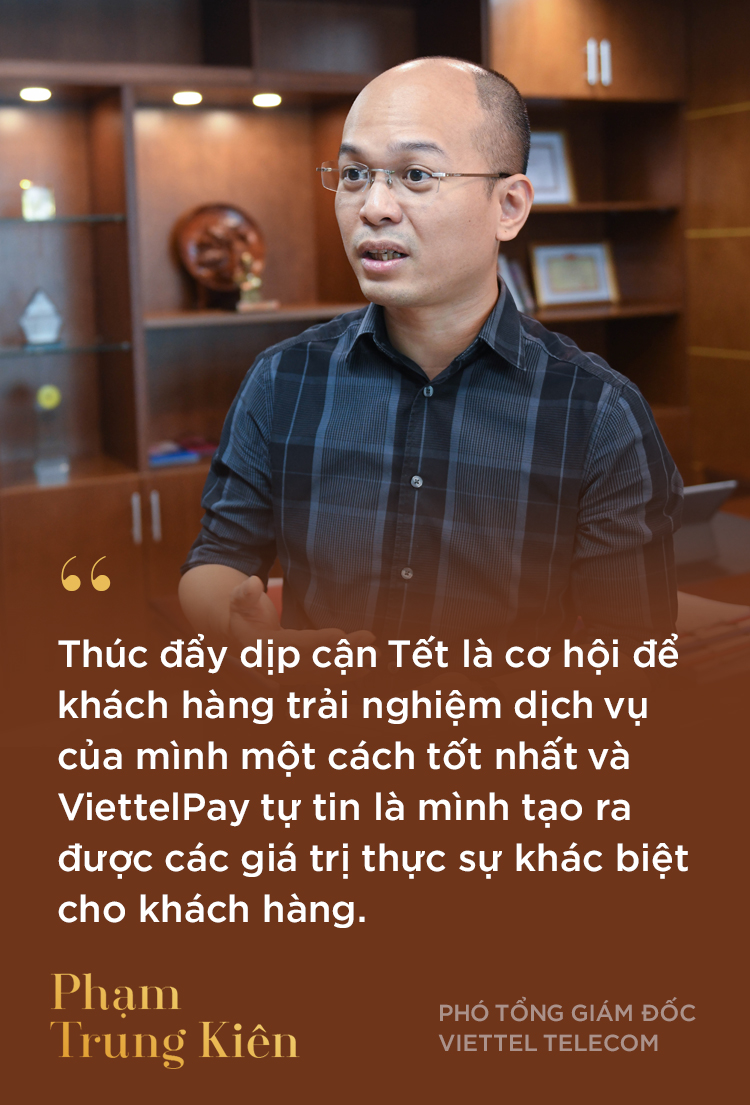 “
Thúc đẩy dịp cận Tết là cơ hội để
khách hàng trải nghiệm dịch vụ
của mình một cách tốt nhất và
ViettelPay tự tin là mình tạo ra
được các giá trị thực sự khác biệt
cho khách hàng.
Phạm
Trung Kiên
PHÓ TỔNG GIÁM ĐỐC
VIETTEL TELECOM